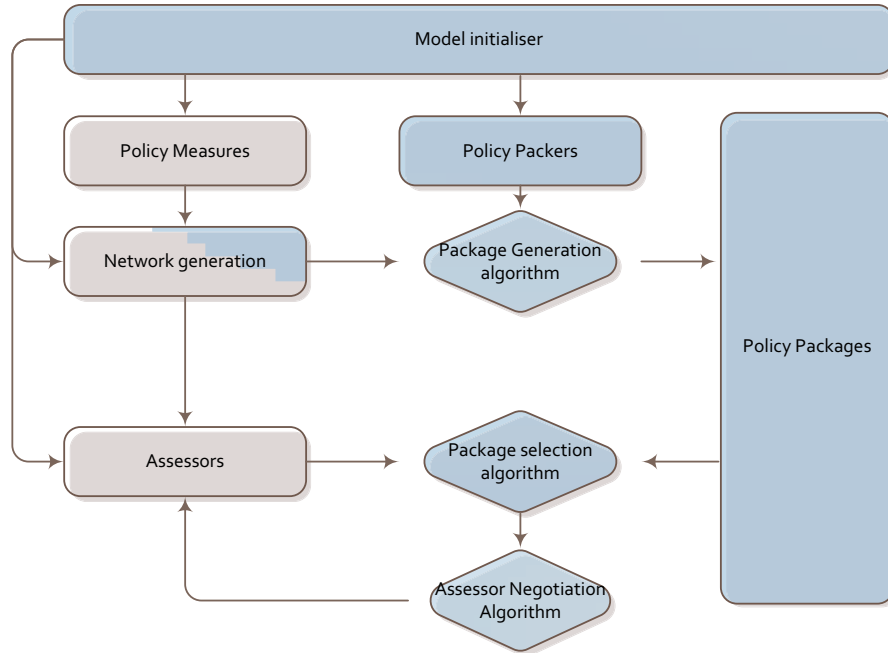 Model initialiser
Policy Measures
Policy Packers
Network generation
Package Generation
algorithm
Policy Packages
Assessors
Package selection
algorithm
Assessor Negotiation
Algorithm